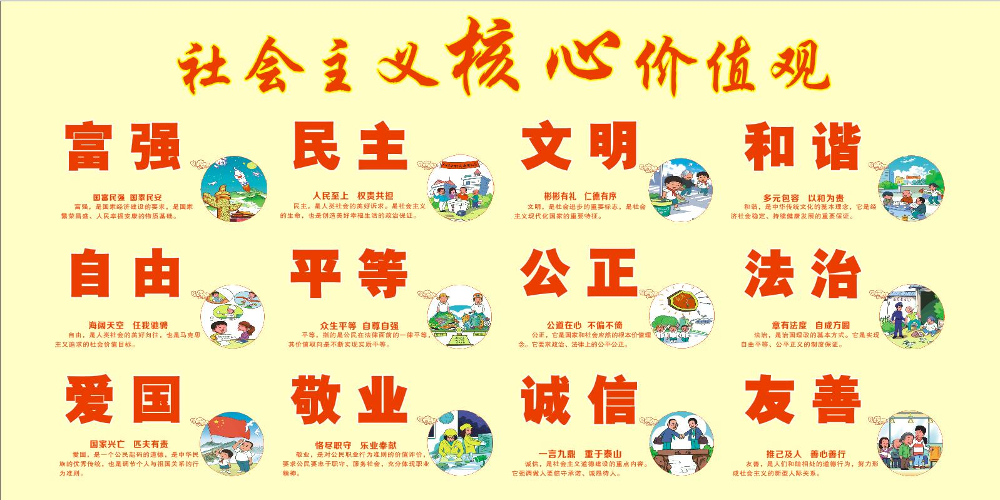 社会主义核心价值观
富强
国富民强 国泰民安
富强，是国家经济建设的要求，是国家
繁荣昌盛、人民幸福安康的物质基础。
民主
人民至上 权责共担
民主，是人类社会的美好诉求。是社会主义
的生命，也是创造美好幸福生活的政治保证。
文明
彬彬有礼 仁德有序
文明，是社会进步的重要标志，是社会
主义现代化国家的重要特征。
和谐
多元包容 以和为贵
和谐，是中华传统文化的基本理念，它是经
济社会稳定、持续健康发展的重要保证。
自由
海阔天空 任我驰骋
自由，是人类社会的美好向往，也是马克思
主义追求的社会价值目标。
平等
众生平等 自尊自强
平等，指的是公民在法律面前的一律平等，
其价值取向是不断实现实质平等。
公正
公道在心 不偏不倚
公正，它是国家和社会应然的根本价值理
念。它要求政治、法律上的公平公正。
法治
章有法度 自成方圆
法治，是治国理政的基本方式。它是实现
自由平等、公平正义的制度保证。
爱国
国家兴亡 匹夫有责
爱国，是一个公民起码的道德，是中华民
族的优秀传统，也是调节个人与祖国关系的行
为准则。
敬业
恪尽职守 乐业奉献
敬业，是对公民职业行为准则的价值评价，
要求公民要忠于职守、服务社会，充分体现职业
精神。
诚信
一言九鼎 重于泰山
诚信，是社会主义道德建设的重点内容。
它强调做人要信守承诺、诚恳待人。
诚信
友善
推己及人 善心善行
友善，是人们和睦相处的道德行为，努力形
成社会主义的新型人际关系。